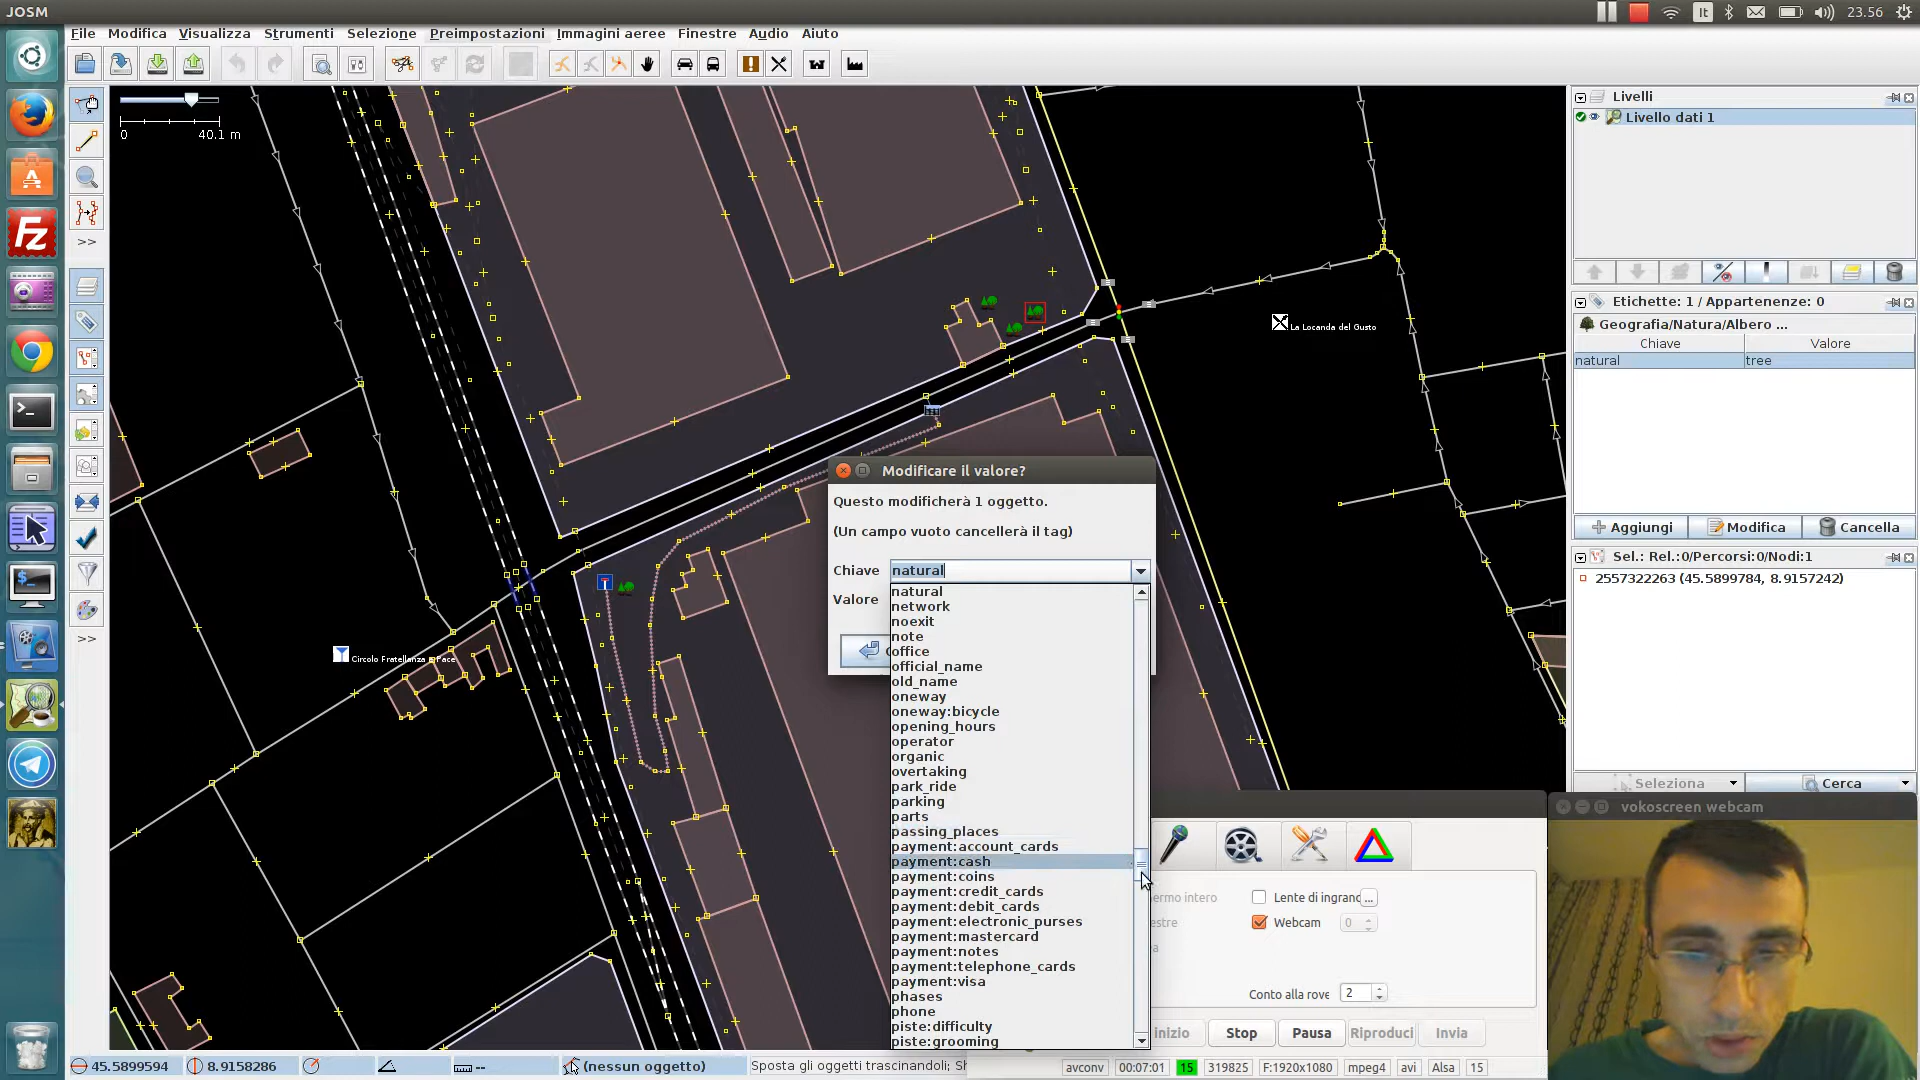 JOSM
It
23.56
File Modifica Visualizza Strumenti Selezione Preimpostazioni Immagini aeree Finestre Audio Aiuto
0 40.1 m
>>
>>
La Locanda del Gusto
Circolo Fratellanza e Pace
Livelli
Livello dati 1
Etichette: 1 / Appartenenze: 0
Geografia/Natura/Albero ...
Chiave Valore
natural tree
Aggiungi Modifica Cancella
Sel.: Rel.:0/Percorsi:0/Nodi:1
2557322263 (45.5899784, 8.9157242)
Seleziona Cerca
Modificare il valore?
Questo modificherà 1 oggetto.
(Un campo vuoto cancellerà il tag)
Chiave natural
Valore
natural
network
noexit
note
office
official_name
old_name
oneway
oneway:bicycle
opening_hours
operator
organic
overtaking
park_ride
parking
parts
passing_places
payment:account_cards
payment:cash
payment:coins
payment:credit_cards
payment:debit_cards
payment:electronic_purses
payment:mastercard
payment:notes
payment:telephone_cards
payment:visa
phases
phone
piste:difficulty
piste:grooming
vokoscreen webcam
ermo intero
Lente di ingranc ...
estre
Webcam 0
Conto alla rove 2
inizio Stop Pausa Riproduci Invia
45.5899594 8.9158286 -- (nessun oggetto) Sposta gli oggetti trascinandoli; Sh
avconv 00:07:01 15 319825 F:1920x1080 mpeg4 avi Alsa 15